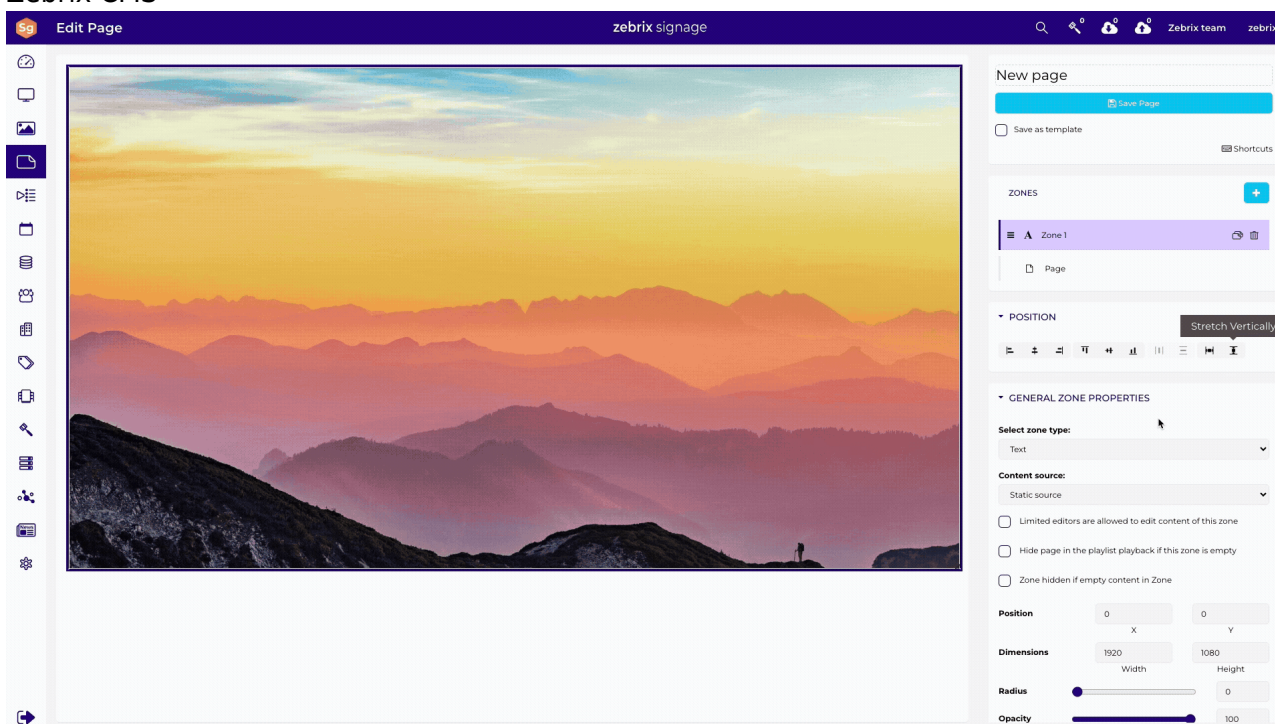 Zebrix CMS
Sg
Edit Page
zebrix signage
0
0
0
Zebrix team
zebrix
New page
Save Page
Save as template
Shortcuts
ZONES
+
A Zone 1
Page
POSITION
Stretch Vertically
GENERAL ZONE PROPERTIES
Select zone type:
Text
Content source:
Static source
Limited editors are allowed to edit content of this zone
Hide page in the playlist playback if this zone is empty
Zone hidden if empty content in Zone
Position 0 0
X Y
Dimensions 1920 1080
Width Height
Radius 0
Opacity 100